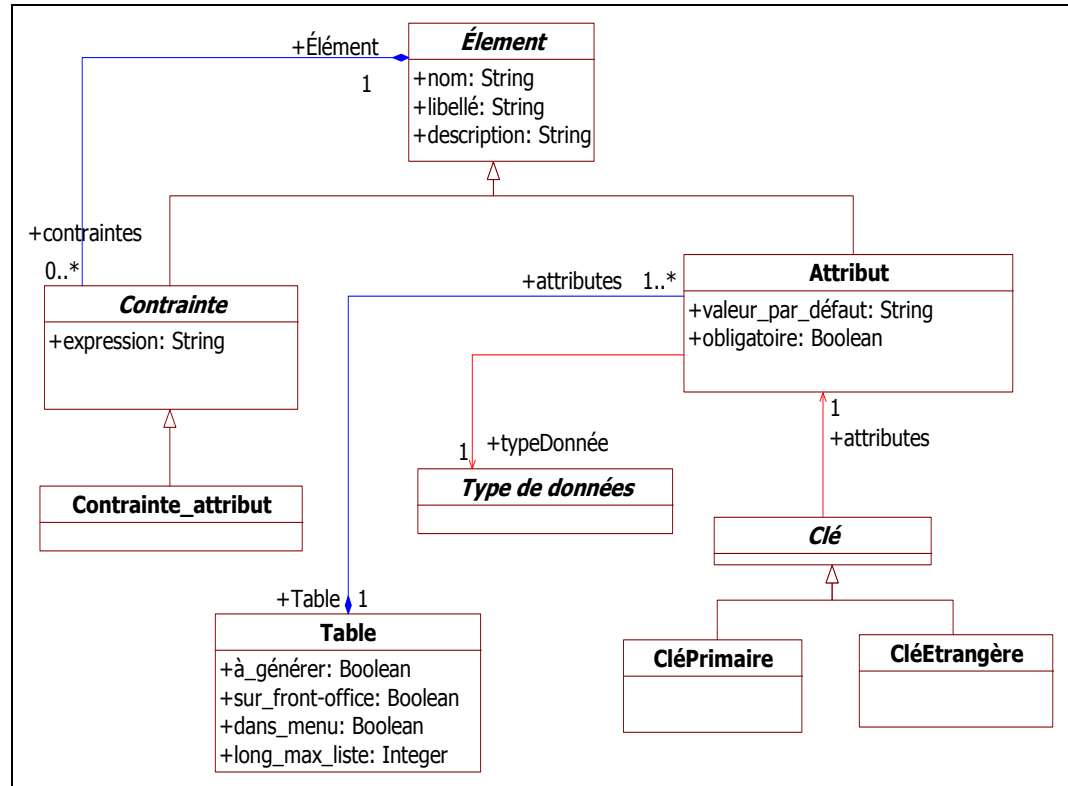 Élement
+nom: String
+libellé: String
+description: String
+Élément
1
+contraintes
0..*
Contrainte
+expression: String
+attributes 1..*
Attribut
+valeur_par_défaut: String
+obligatoire: Boolean
1
+typeDonnée
1
+attributes
Type de données
Contrainte_attribut
Clé
+Table 1
Table
+à_générer: Boolean
+sur_front-office: Boolean
+dans_menu: Boolean
+long_max_liste: Integer
CléPrimaire
CléEtrangère